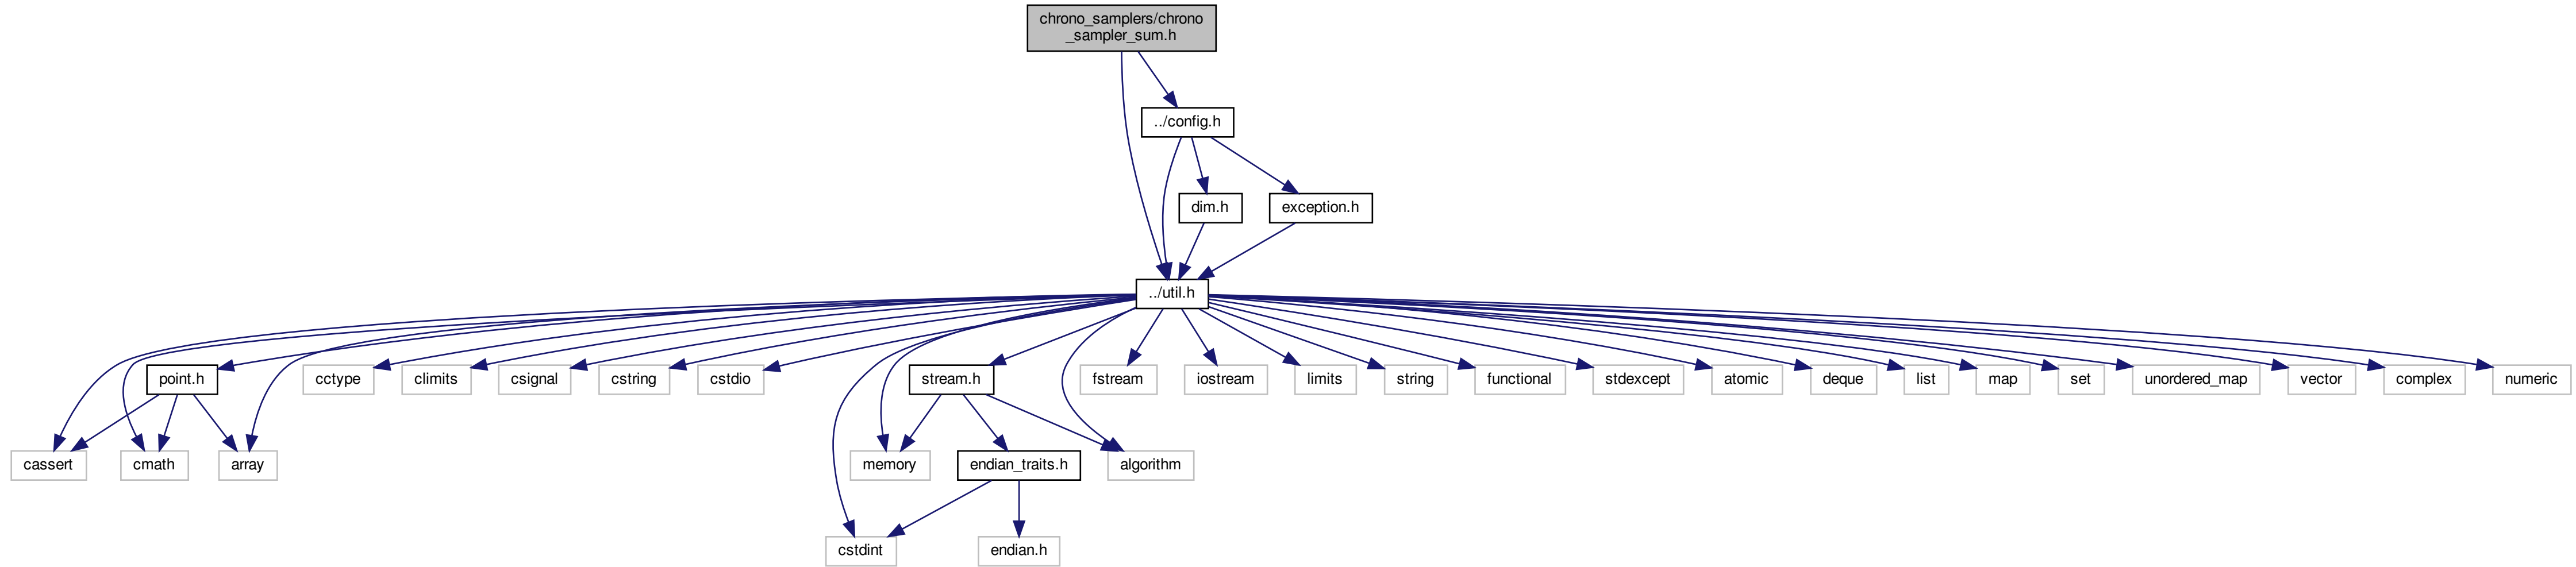 chrono_samplers/chrono
_sampler_sum.h
../config.h
dim.h
exception.h
../util.h
point.h
cctype
climits
csignal
cstring
cstdio
stream.h
fstream
iostream
limits
string
functional
stdexcept
atomic
deque
list
map
set
unordered_map
vector
complex
numeric
cassert
cmath
array
memory
endian_traits.h
algorithm
cstdint
endian.h